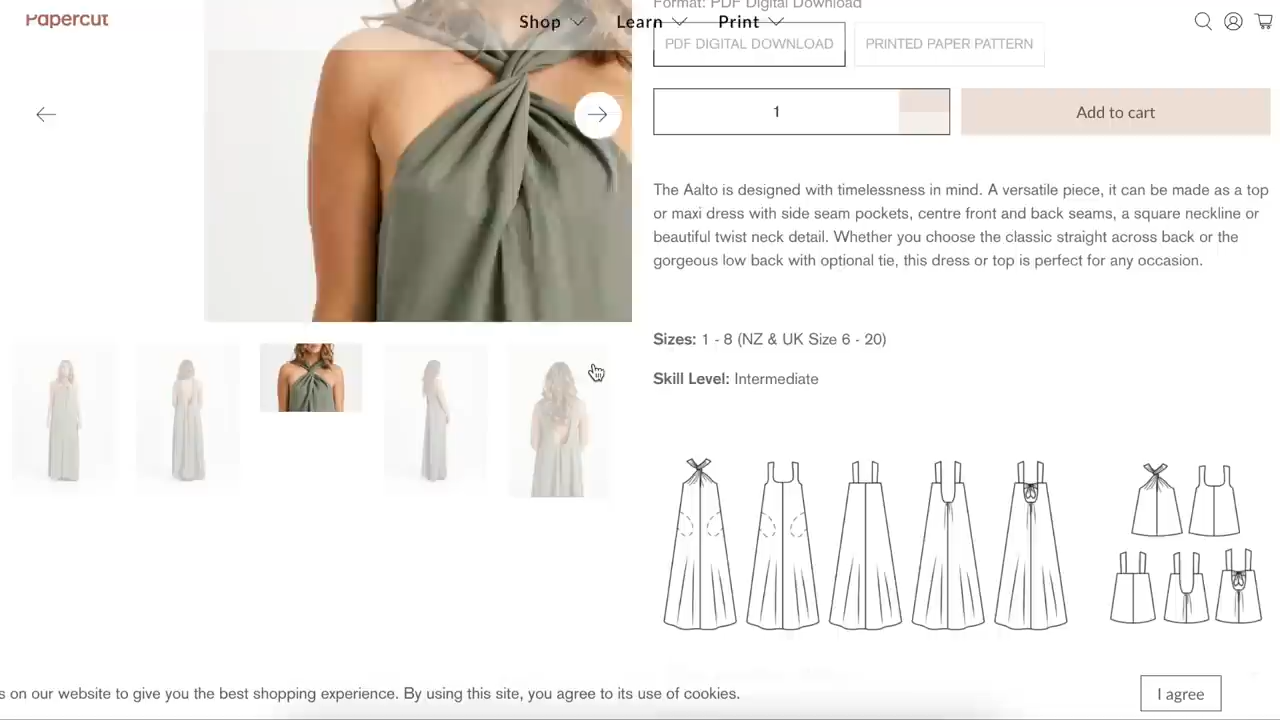 Papercut
Shop
Learn
Print
Format: PDF Digital Download
PDF DIGITAL DOWNLOAD
PRINTED PAPER PATTERN
1
Add to cart
The Aalto is designed with timelessness in mind. A versatile piece, it can be made as a top
or maxi dress with side seam pockets, centre front and back seams, a square neckline or
beautiful twist neck detail. Whether you choose the classic straight across back or the
gorgeous low back with optional tie, this dress or top is perfect for any occasion.
Sizes: 1 - 8 (NZ & UK Size 6 - 20)
Skill Level: Intermediate
s on our website to give you the best shopping experience. By using this site, you agree to its use of cookies.
I agree